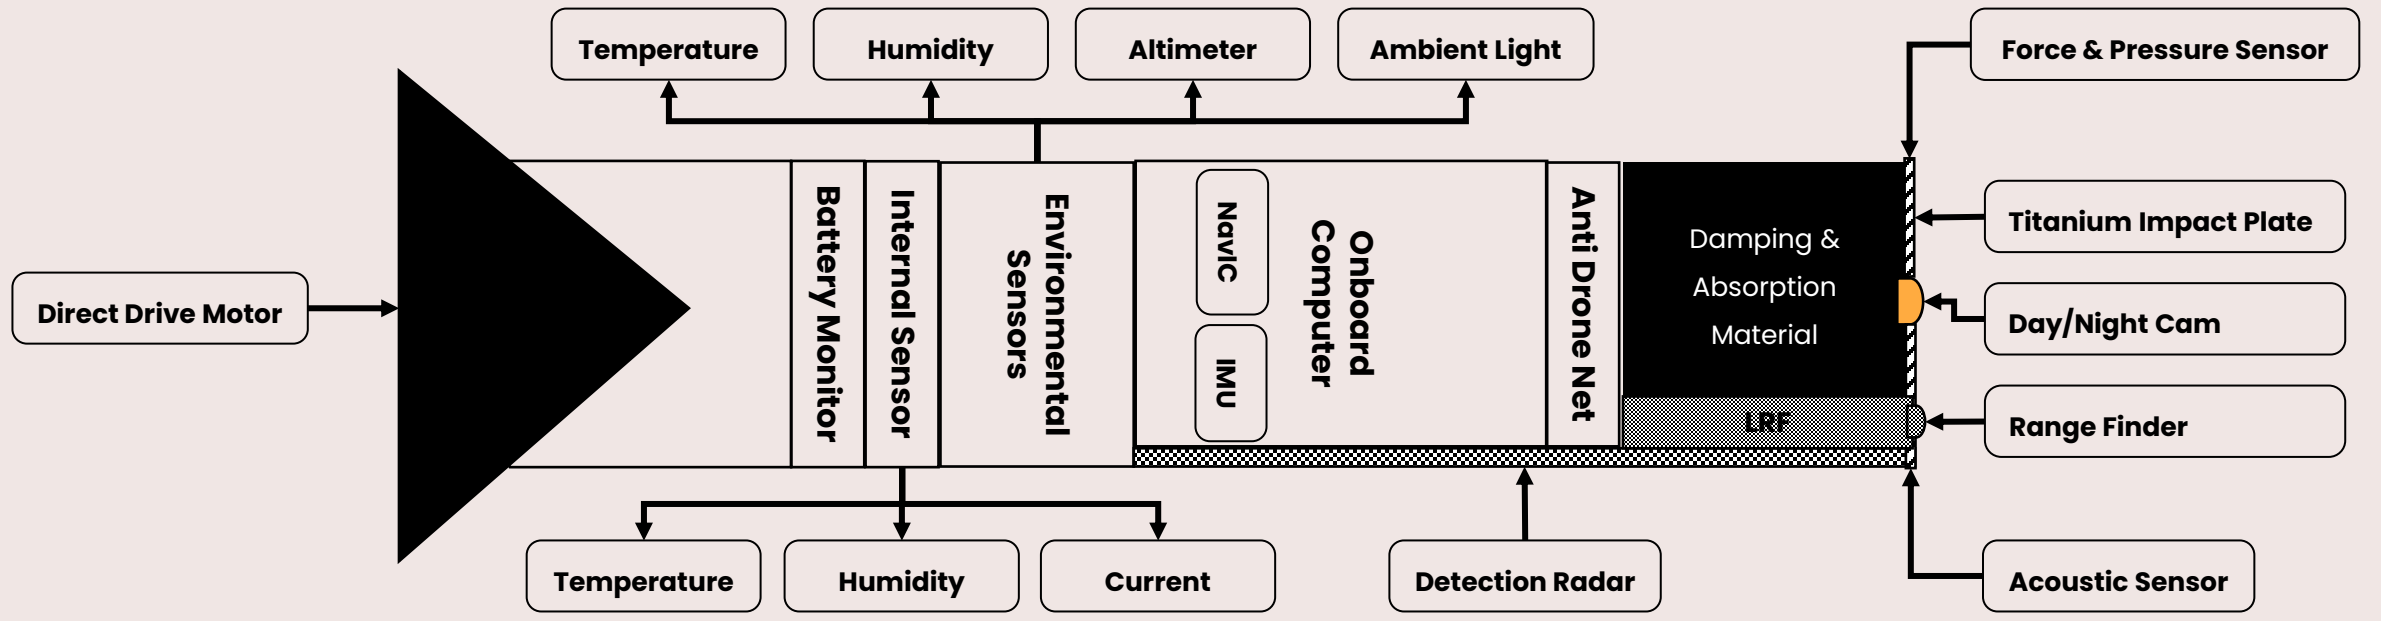 Temperature
Humidity
Altimeter
Ambient Light
Force & Pressure Sensor
Direct Drive Motor
Battery Monitor
Internal Sensor
Environmental
Sensors
NavIC
IMU
Onboard
Computer
Anti Drone Net
Damping &
Absorption
Material
LRF
Titanium Impact Plate
Day/Night Cam
Range Finder
Temperature
Humidity
Current
Detection Radar
Acoustic Sensor